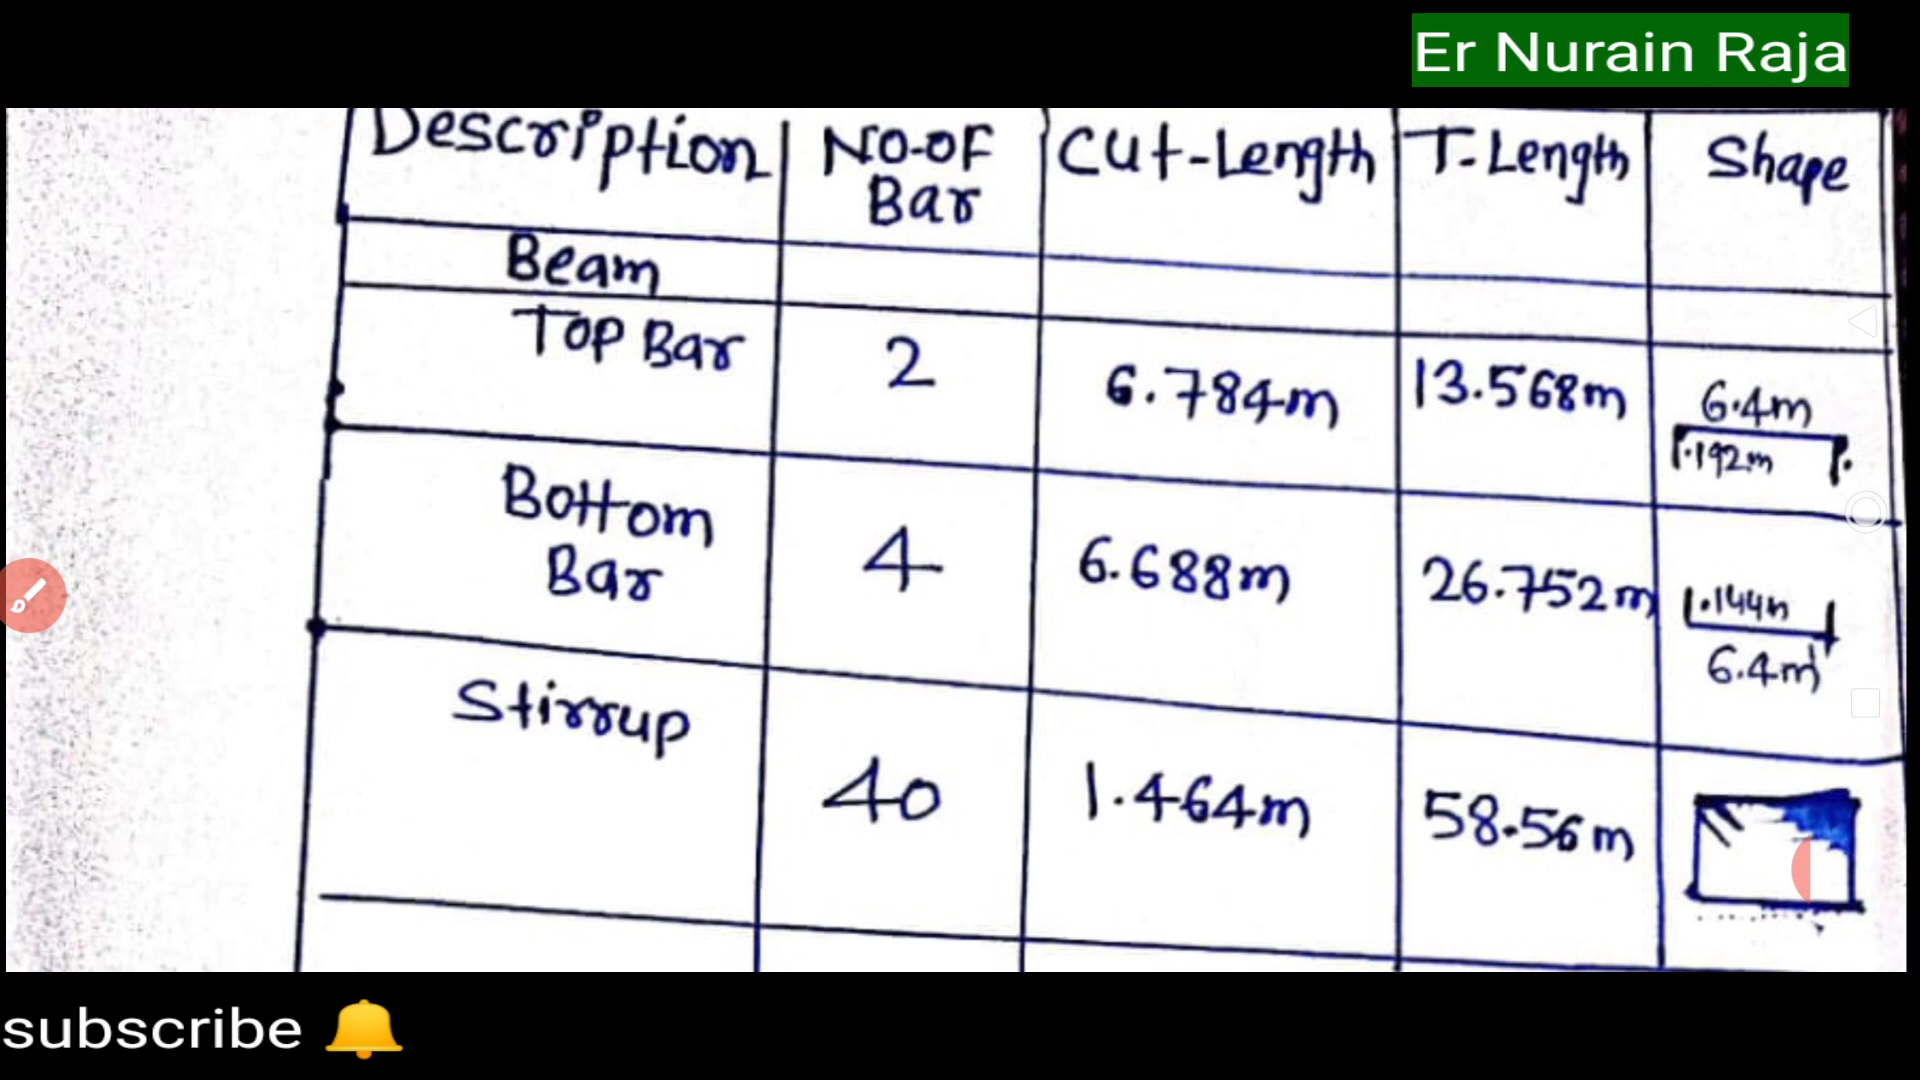 Er Nurain Raja
Description NO-OF Bar Cut-Length T-Length Shape
Beam
Top Bar 2 6.784m 13.568m 6.4m .192m
Bottom Bar 4 6.688m 26.752m .144m 6.4m
Stirrup 40 1.464m 58.56m
subscribe 🔔